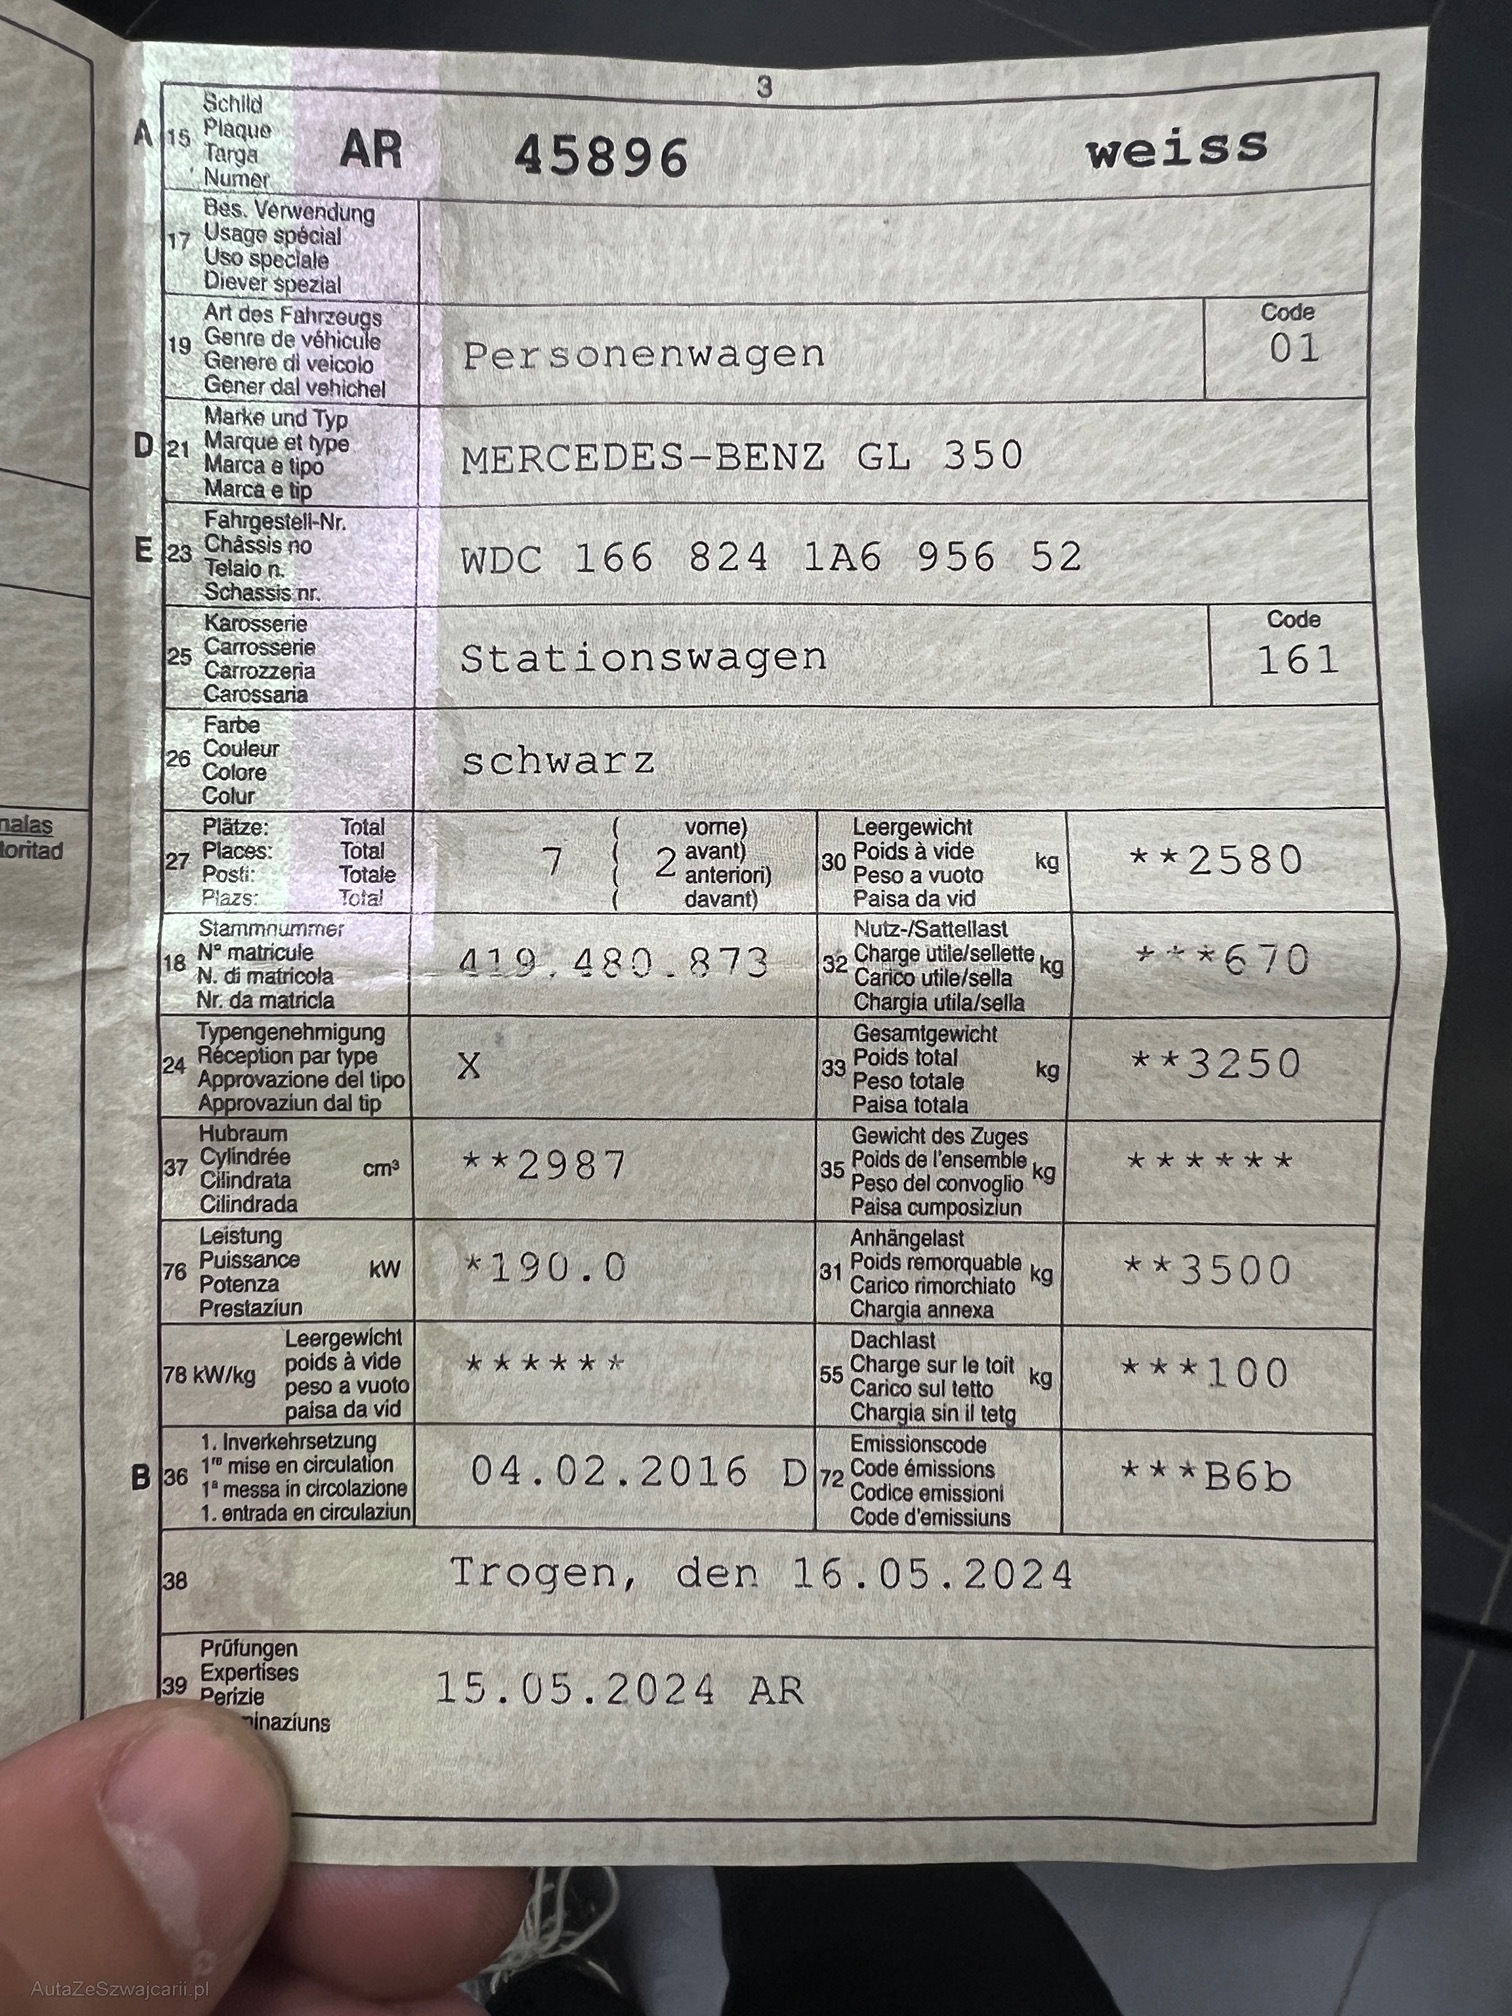 3
A 15 Schild
Plaque
Targa
Numer
AR 45896 weiss
17 Bes. Verwendung
Usage spécial
Uso speciale
Diever spezial
19 Art des Fahrzeugs
Genre de véhicule
Genere di veicolo
Gener dal vehichel
Personenwagen
Code
01
D 21 Marke und Typ
Marque et type
Marca e tipo
Marca e tip
MERCEDES-BENZ GL 350
E 23 Fahrgestell-Nr.
Châssis no
Telaio n.
Schassis nr.
WDC 166 824 1A6 956 52
25 Karosserie
Carrosserie
Carrozzeria
Carossaria
Stationswagen
Code
161
26 Farbe
Couleur
Colore
Colur
schwarz
nalas
toritad
27 Plätze: Total
Places: Total
Posti: Totale
Plazs: Total
7 ( 2 vorne)
avant)
anteriori)
davant)
30 Leergewicht
Poids à vide kg
Peso a vuoto
Paisa da vid
**2580
18 Stammnummer
N° matricule
N. di matricola
Nr. da matricla
419.480.873
32 Nutz-/Sattellast
Charge utile/sellette kg
Carico utile/sella
Chargia utila/sella
***670
24 Typengenehmigung
Réception par type
Approvazione del tipo
Approvaziun dal tip
X
33 Gesamtgewicht
Poids total kg
Peso totale
Paisa totala
**3250
37 Hubraum
Cylindrée cm³
Cilindrata
Cilindrada
**2987
35 Gewicht des Zuges
Poids de l'ensemble kg
Peso del convoglio
Paisa cumposiziun
******
76 Leistung
Puissance kW
Potenza
Prestaziun
*190.0
31 Anhängelast
Poids remorquable kg
Carico rimorchiato
Chargia annexa
**3500
78 kW/kg Leergewicht
poids à vide
peso a vuoto
paisa da vid
******
55 Dachlast
Charge sur le toit kg
Carico sul tetto
Chargia sin il tetg
***100
B 36 1. Inverkehrsetzung
1re mise en circulation
1a messa in circolazione
1. entrada en circulaziun
04.02.2016 D
72 Emissionscode
Code émissions
Codice emissioni
Code d'emissiuns
***B6b
38 Trogen, den 16.05.2024
39 Prüfungen
Expertises
Perizie
minaziuns
15.05.2024 AR
AutaZeSzwajcarii.pl